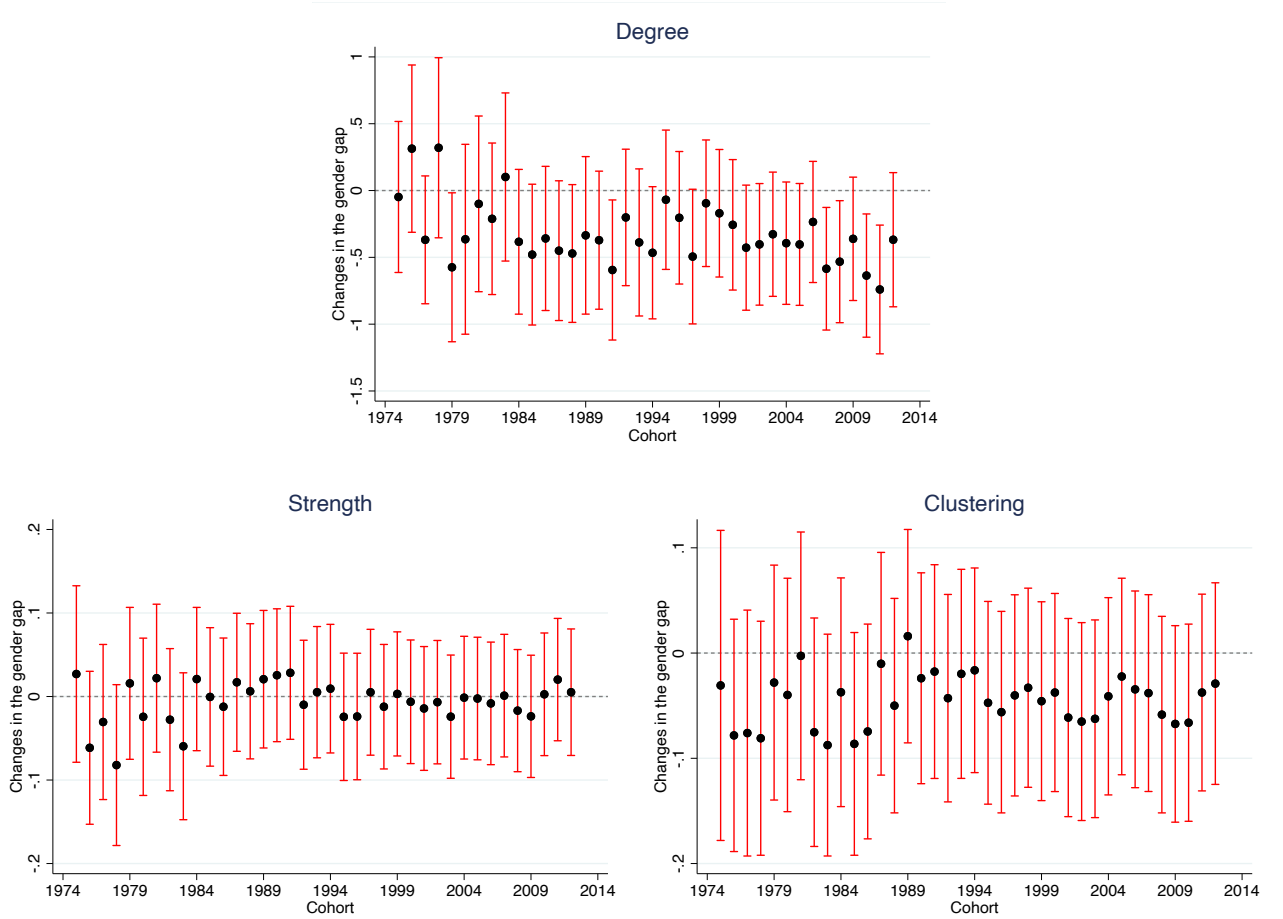 Degree
Changes in the gender gap
1
.5
0
-.5
-1
-1.5
1974 1979 1984 1989 1994 1999 2004 2009 2014
Cohort
Strength
Changes in the gender gap
.2
.1
0
-.1
-.2
1974 1979 1984 1989 1994 1999 2004 2009 2014
Cohort
Clustering
Changes in the gender gap
.1
0
-.1
-.2
1974 1979 1984 1989 1994 1999 2004 2009 2014
Cohort